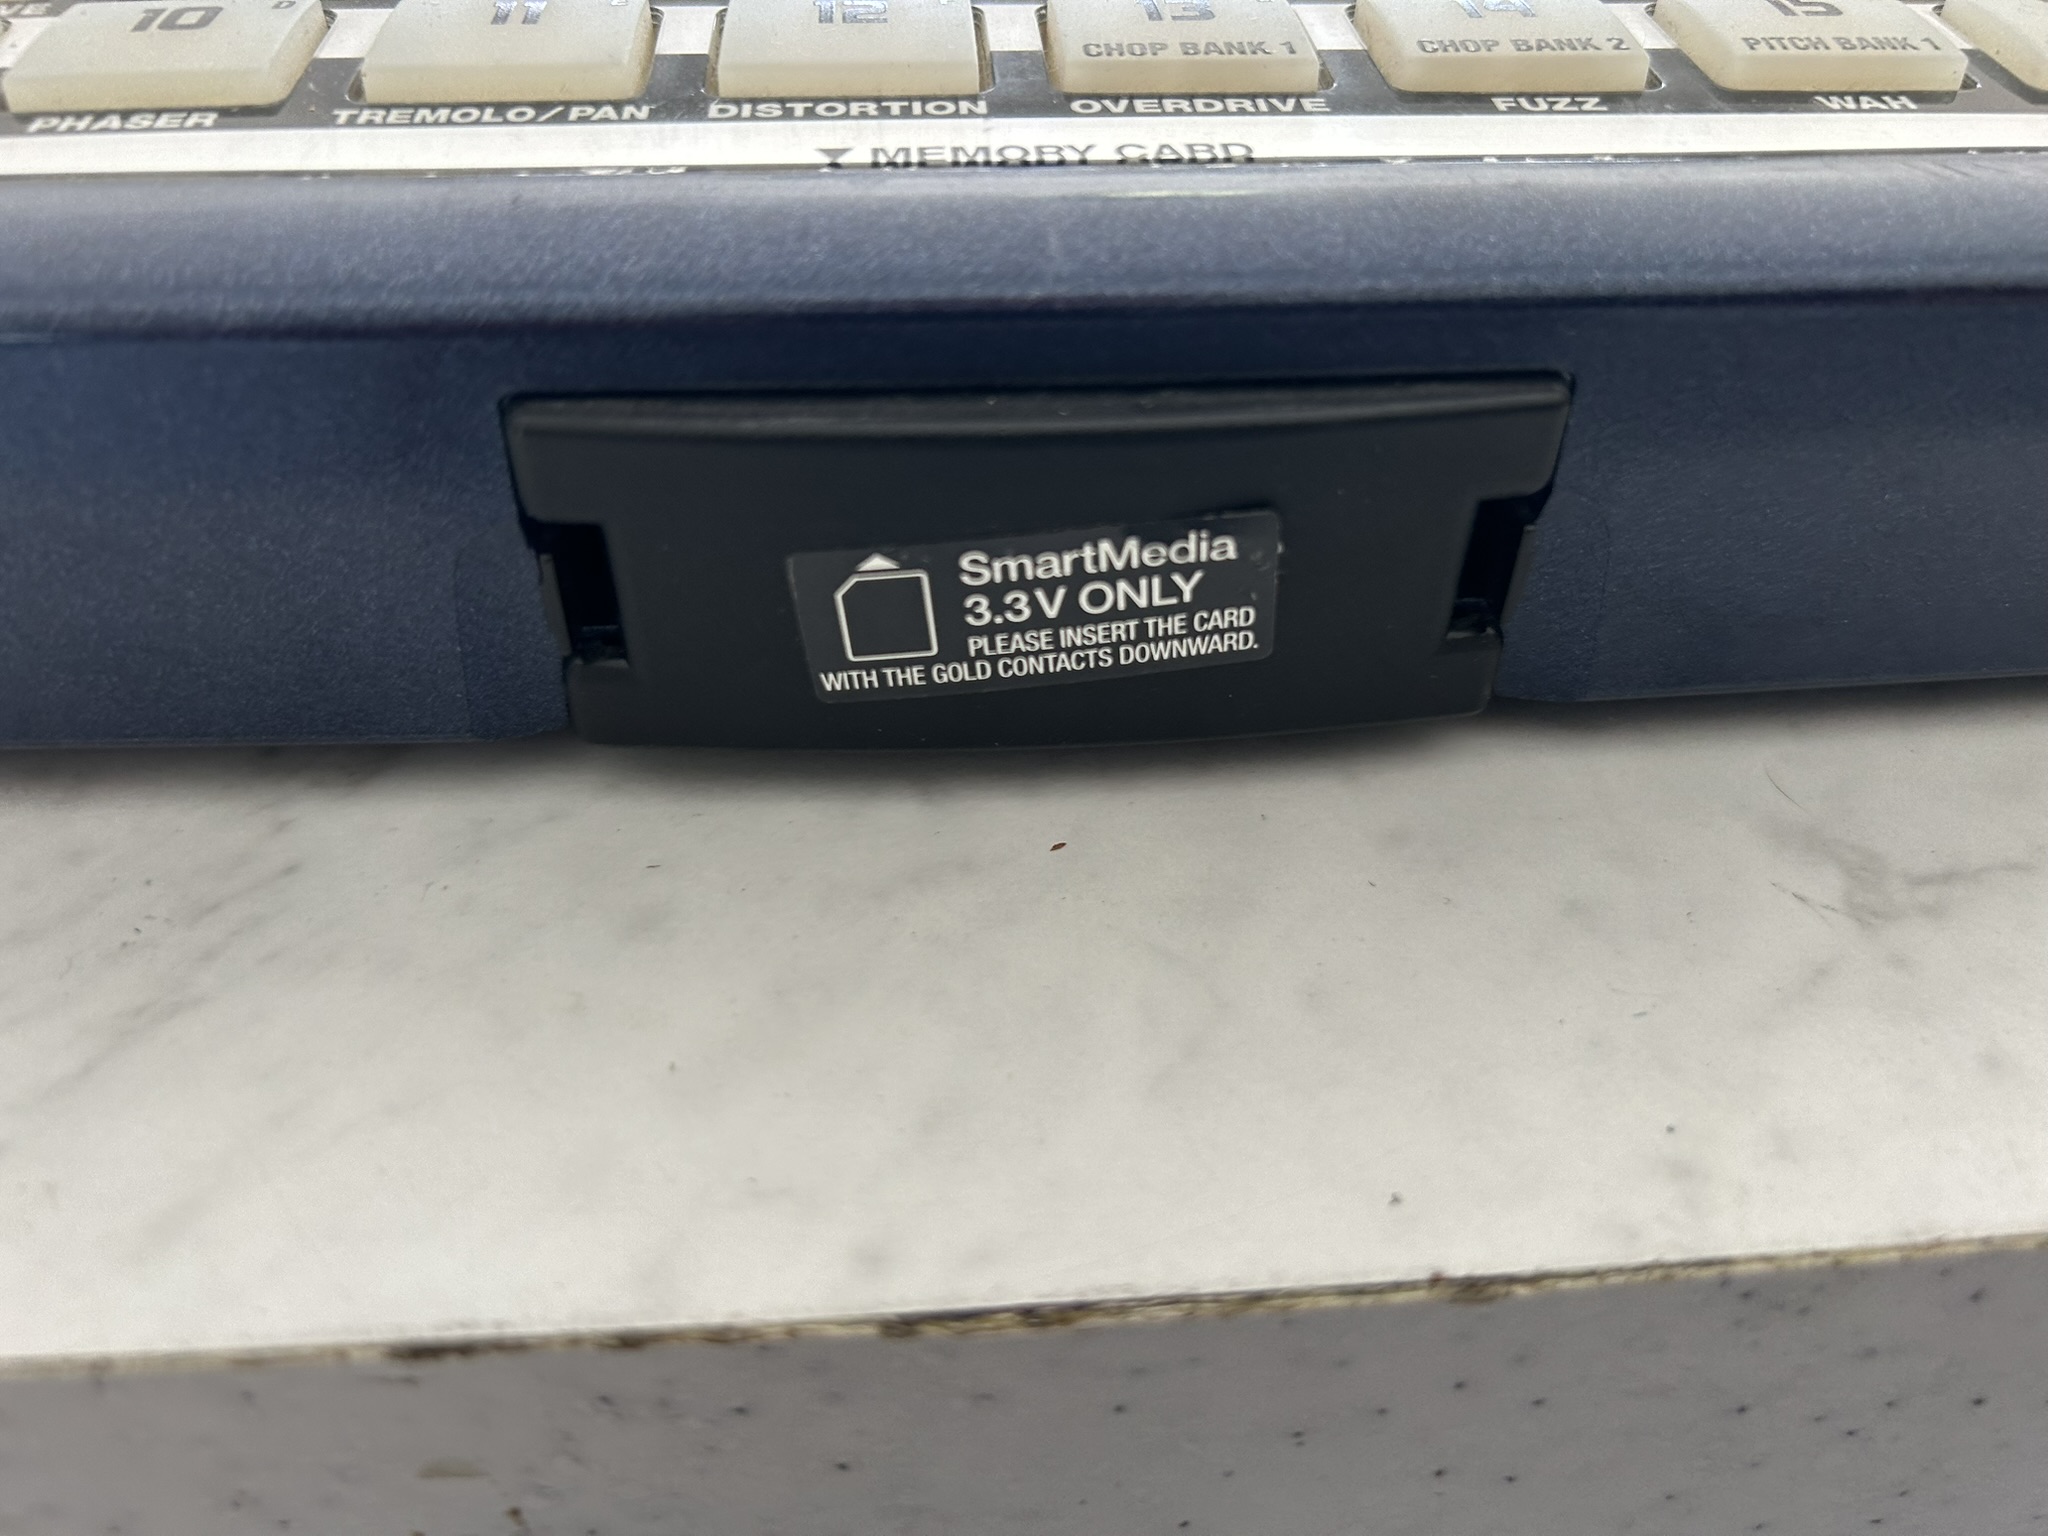 10 D 11 E 12 13 14 15
CHOP BANK 1 CHOP BANK 2 PITCH BANK 1
PHASER TREMOLO/PAN DISTORTION OVERDRIVE FUZZ WAH
▼ MEMORY CARD
SmartMedia
3.3V ONLY
PLEASE INSERT THE CARD
WITH THE GOLD CONTACTS DOWNWARD.